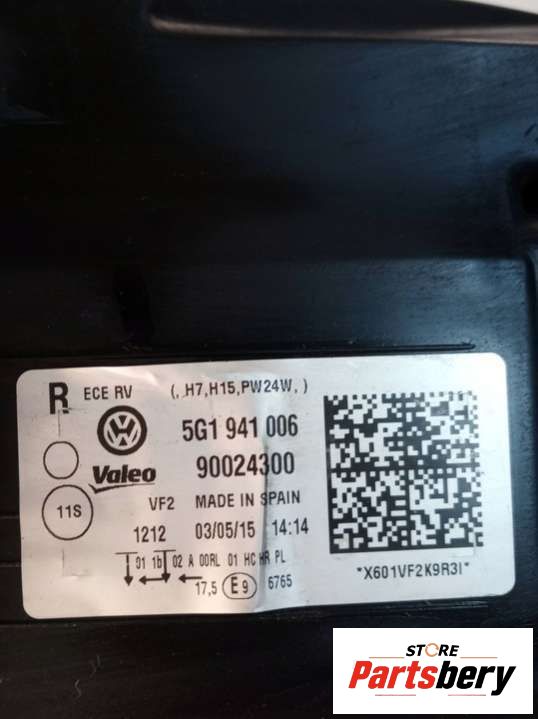 R ECE RV (,H7,H15,PW24W,)
5G1 941 006
Valeo 90024300
11S
VF2 MADE IN SPAIN
1212 03/05/15 14:14
01 1b 02 A 00RL 01 HC HR PL
17,5 E9 6765
*X601VF2K9R3I*
STORE
Partsbery